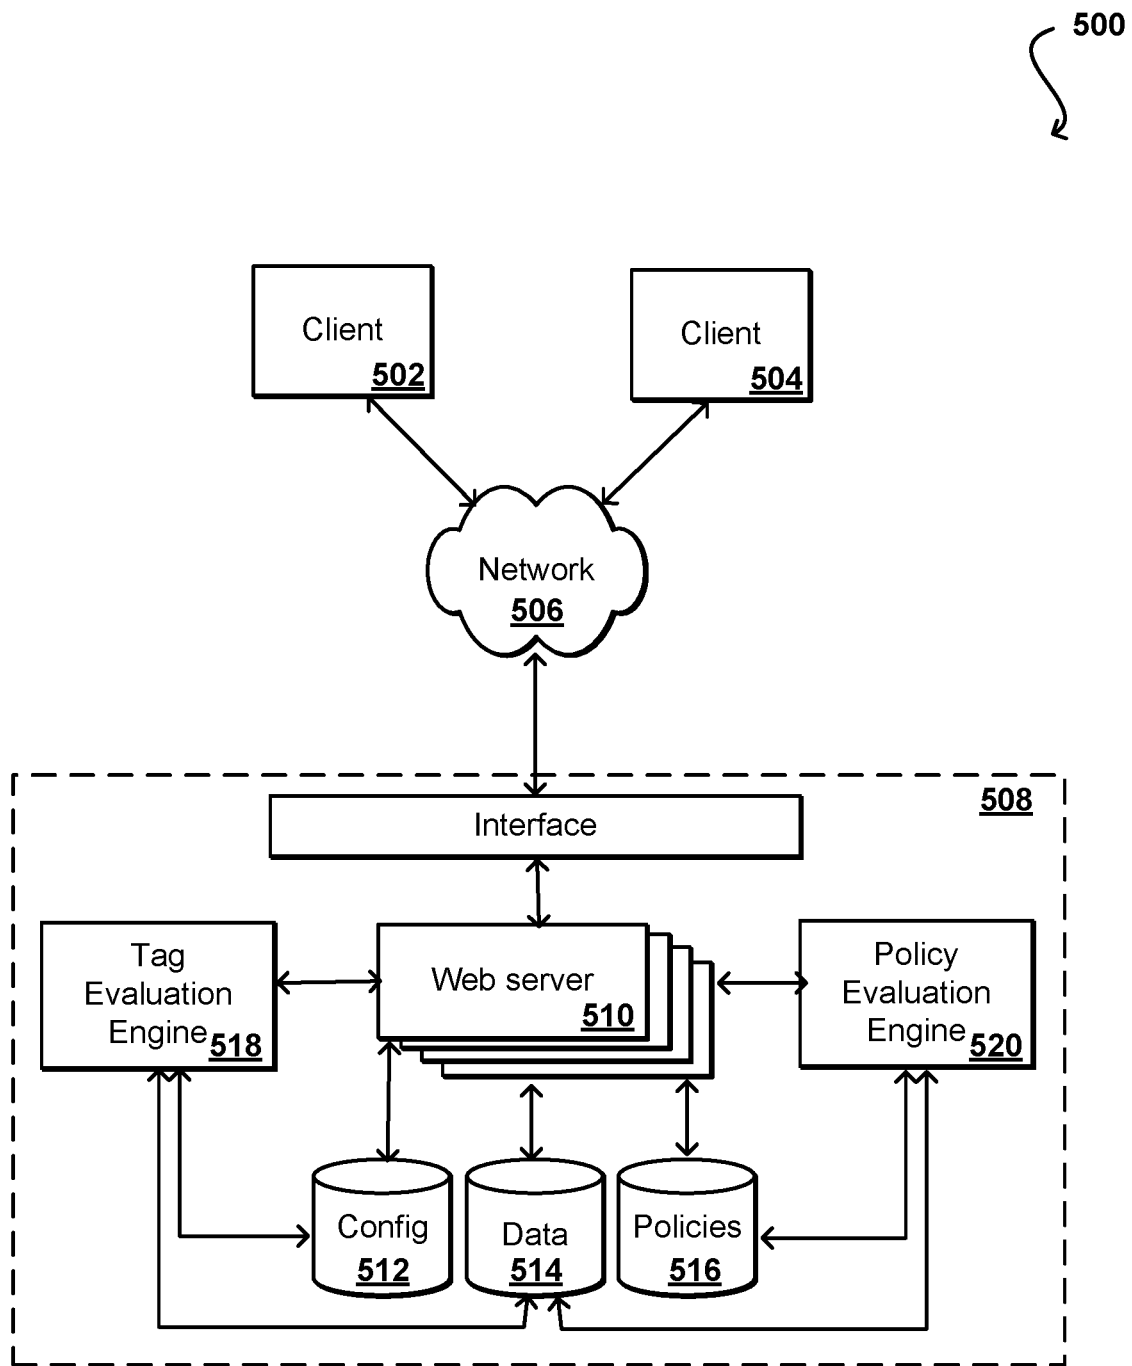 500
Client
502
Client
504
Network
506
508
Interface
Tag
Evaluation
Engine 518
Web server
510
Policy
Evaluation
Engine 520
Config
512
Data
514
Policies
516